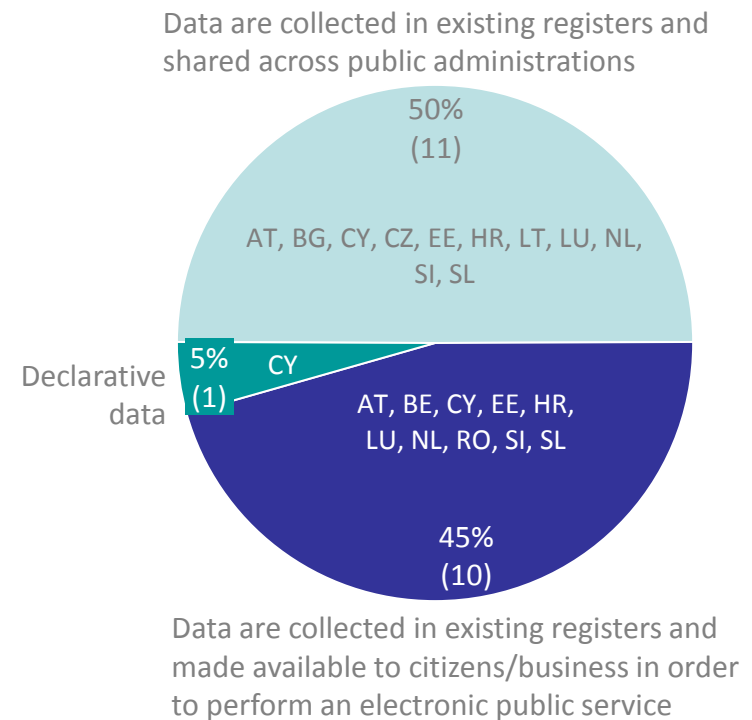 Data are collected in existing registers and
shared across public administrations
50%
(11)
AT, BG, CY, CZ, EE, HR, LT, LU, NL,
SI, SL
5%
(1)
CY
Declarative
data
AT, BE, CY, EE, HR,
LU, NL, RO, SI, SL
45%
(10)
Data are collected in existing registers and
made available to citizens/business in order
to perform an electronic public service